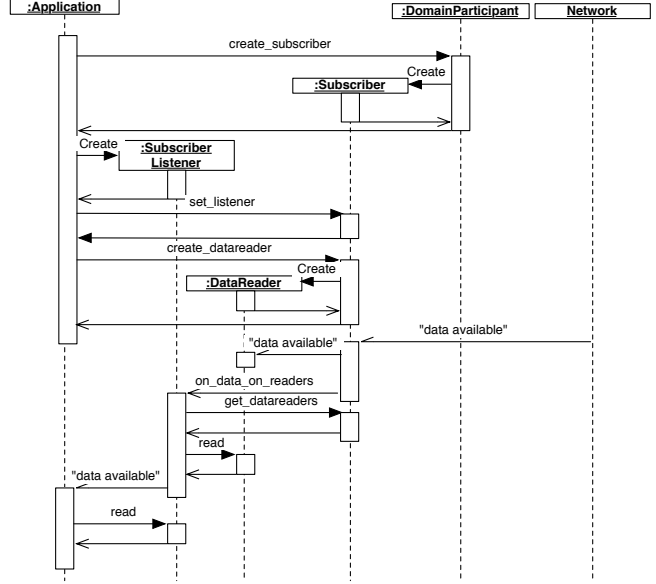 :Application
:DomainParticipant
Network
create_subscriber
Create
:Subscriber
Create
:Subscriber
Listener
set_listener
create_datareader
Create
:DataReader
"data available"
"data available"
on_data_on_readers
get_datareaders
read
"data available"
read